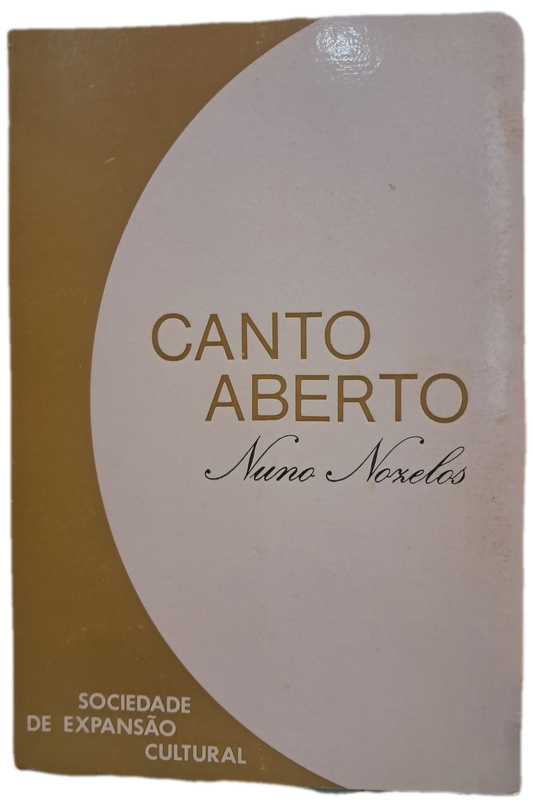 CANTO
ABERTO
Nuno Nozelos
SOCIEDADE
DE EXPANSÃO
CULTURAL